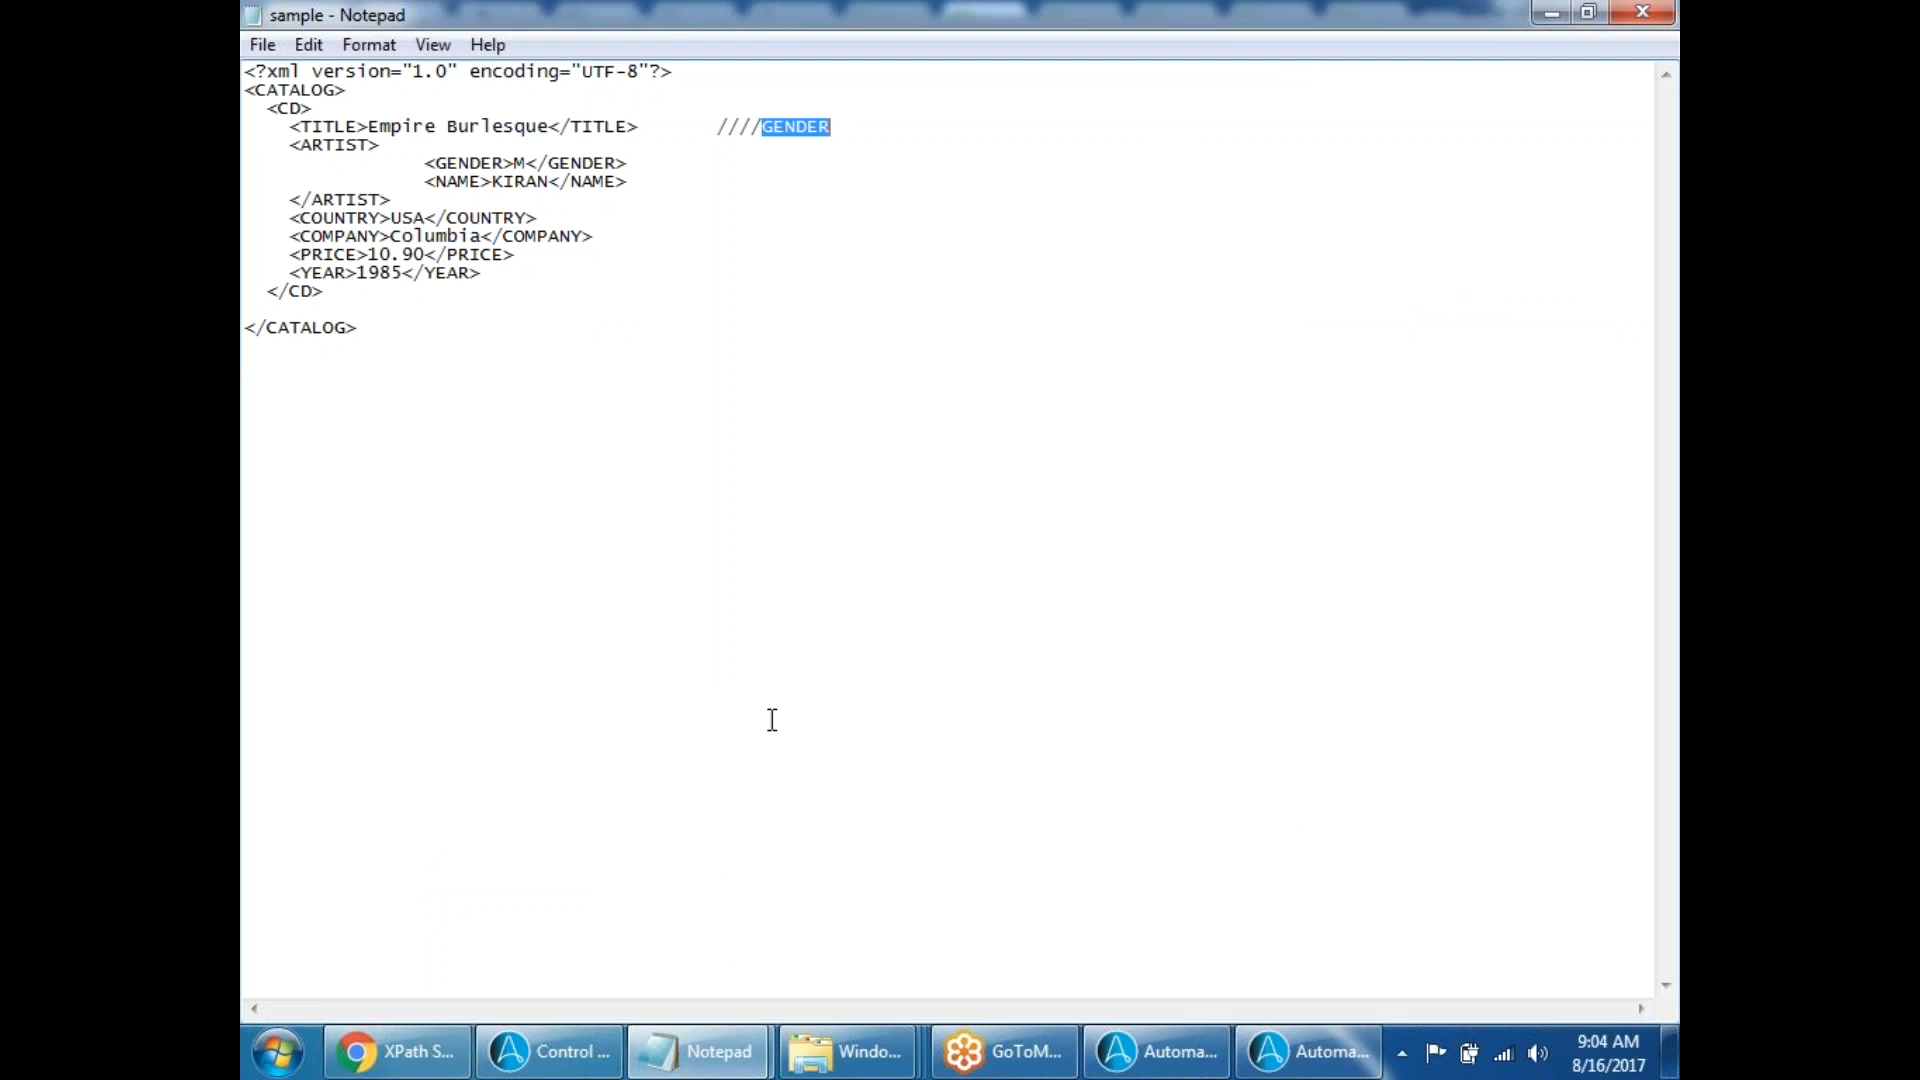 sample - Notepad
File Edit Format View Help
<?xml version="1.0" encoding="UTF-8"?>
<CATALOG>
<CD>
<TITLE>Empire Burlesque</TITLE> ////GENDER
<ARTIST>
<GENDER>M</GENDER>
<NAME>KIRAN</NAME>
</ARTIST>
<COUNTRY>USA</COUNTRY>
<COMPANY>Columbia</COMPANY>
<PRICE>10.90</PRICE>
<YEAR>1985</YEAR>
</CD>
</CATALOG>
XPath S... Control ... Notepad Windo... GoToM... Automa... Automa... 9:04 AM
8/16/2017